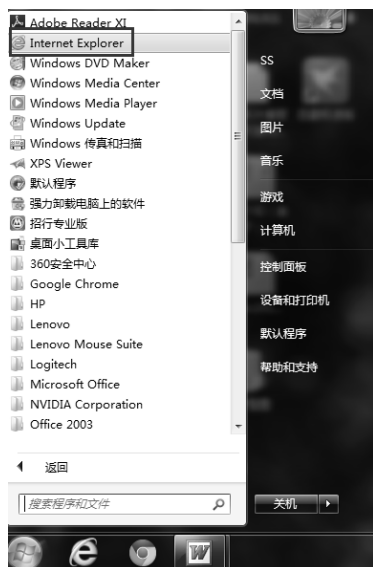 Adobe Reader XI
Internet Explorer
Windows DVD Maker
Windows Media Center
Windows Media Player
Windows Update
Windows 传真和扫描
XPS Viewer
默认程序
强力卸载电脑上的软件
招行专业版
桌面小工具库
360安全中心
Google Chrome
HP
Lenovo
Lenovo Mouse Suite
Logitech
Microsoft Office
NVIDIA Corporation
Office 2003
返回
搜索程序和文件
SS
文档
图片
音乐
游戏
计算机
控制面板
设备和打印机
默认程序
帮助和支持
关机